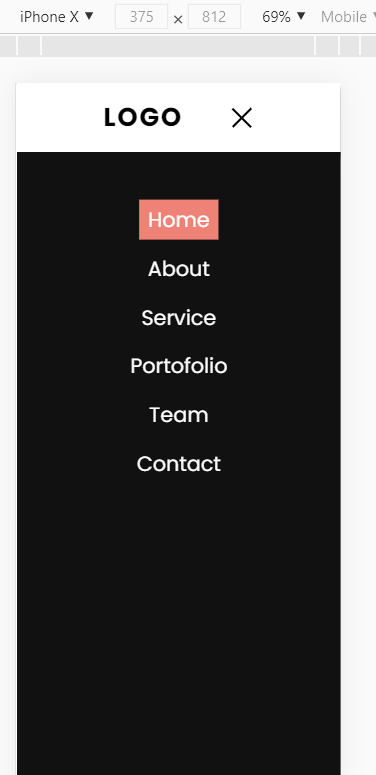 iPhone X ▼ 375 × 812 69% ▼ Mobile
LOGO
Home
About
Service
Portofolio
Team
Contact